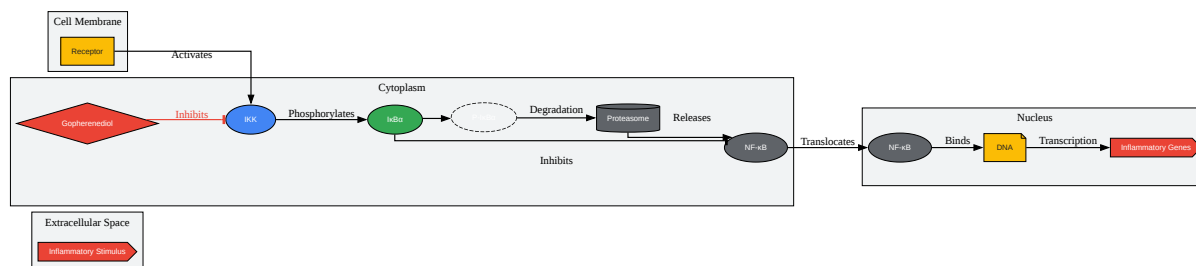 Cell Membrane
Receptor
Activates
Cytoplasm
Gopherenediol
Inhibits
IKK
Phosphorylates
IκBα
Degradation
Proteasome
Releases
Inhibits
NF-κB
Translocates
Nucleus
NF-κB
Binds
DNA
Transcription
Inflammatory Genes
Extracellular Space
Inflammatory Stimulus